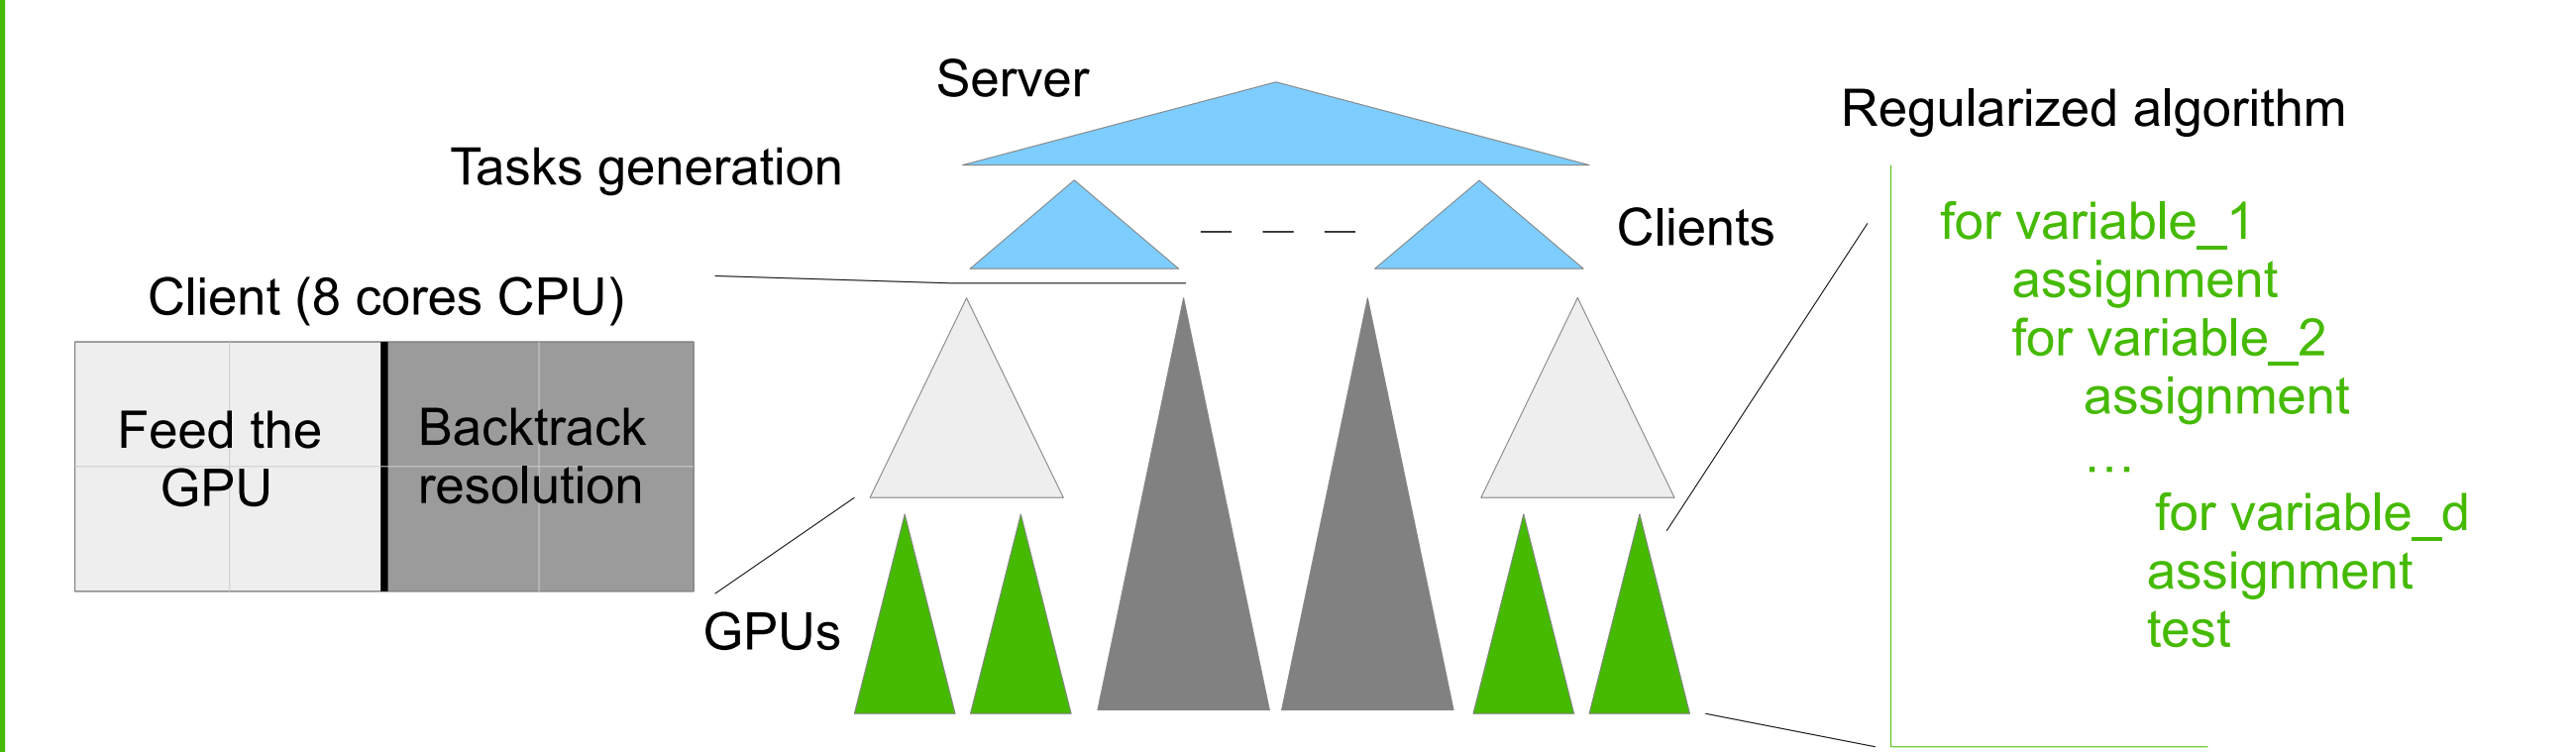 Server
Tasks generation
Clients
Client (8 cores CPU)
Feed the
GPU
Backtrack
resolution
GPUs
Regularized algorithm
for variable_1
assignment
for variable_2
assignment
…
for variable_d
assignment
test